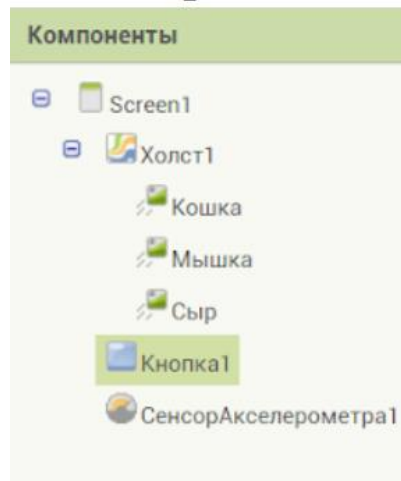 Компоненты
Screen1
Холст1
Кошка
Мышка
Сыр
Кнопка1
СенсорАкселерометра1